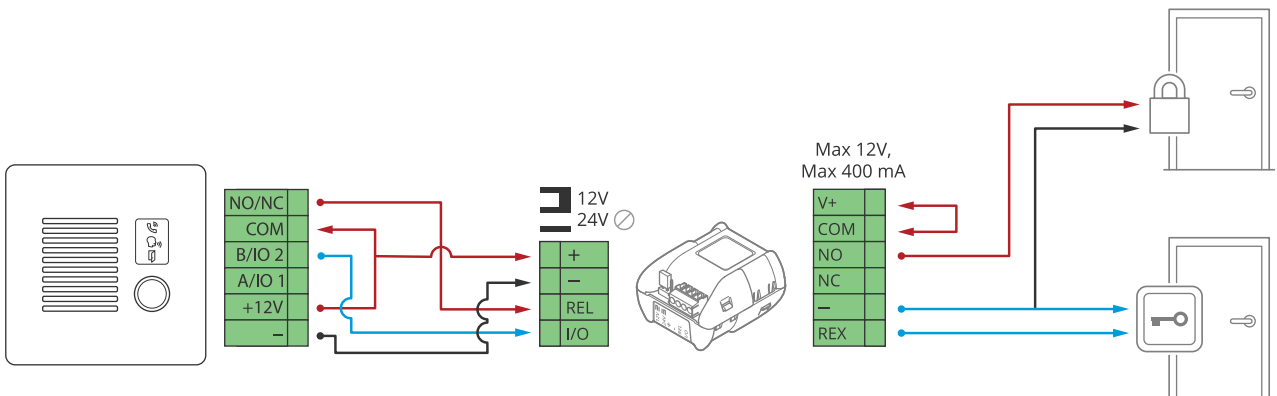 NO/NC
COM
B/IO 2
A/IO 1
+12V
–
12V
24V
+
–
REL
I/O
Max 12V,
Max 400 mA
V+
COM
NO
NC
–
REX